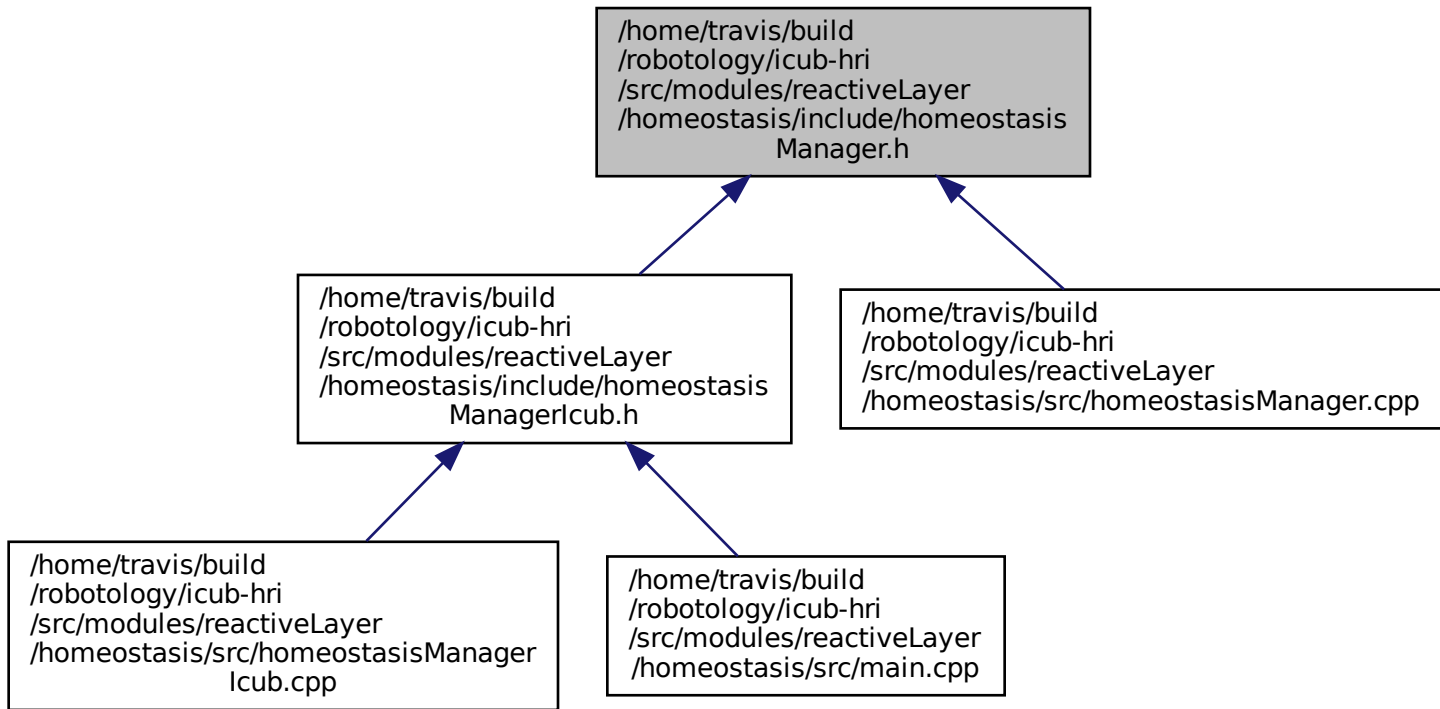 /home/travis/build
/robotology/icub-hri
/src/modules/reactiveLayer
/homeostasis/include/homeostasis
Manager.h
/home/travis/build
/robotology/icub-hri
/src/modules/reactiveLayer
/homeostasis/include/homeostasis
ManagerIcub.h
/home/travis/build
/robotology/icub-hri
/src/modules/reactiveLayer
/homeostasis/src/homeostasisManager.cpp
/home/travis/build
/robotology/icub-hri
/src/modules/reactiveLayer
/homeostasis/src/homeostasisManager
Icub.cpp
/home/travis/build
/robotology/icub-hri
/src/modules/reactiveLayer
/homeostasis/src/main.cpp